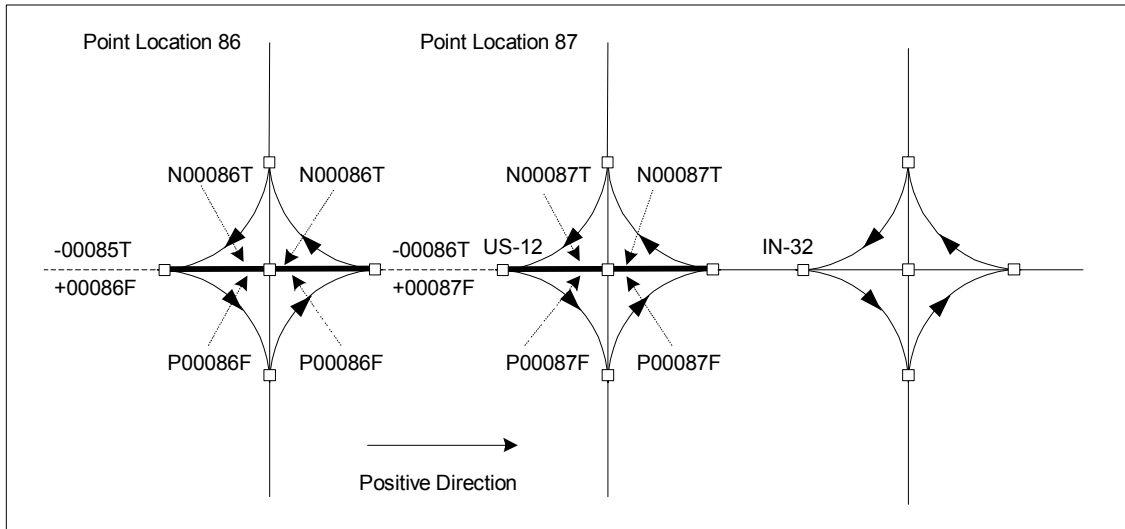 Point Location 86
Point Location 87
N00086T
N00086T
N00087T
N00087T
-00085T
-00086T
US-12
IN-32
+00086F
+00087F
P00086F
P00086F
P00087F
P00087F
Positive Direction